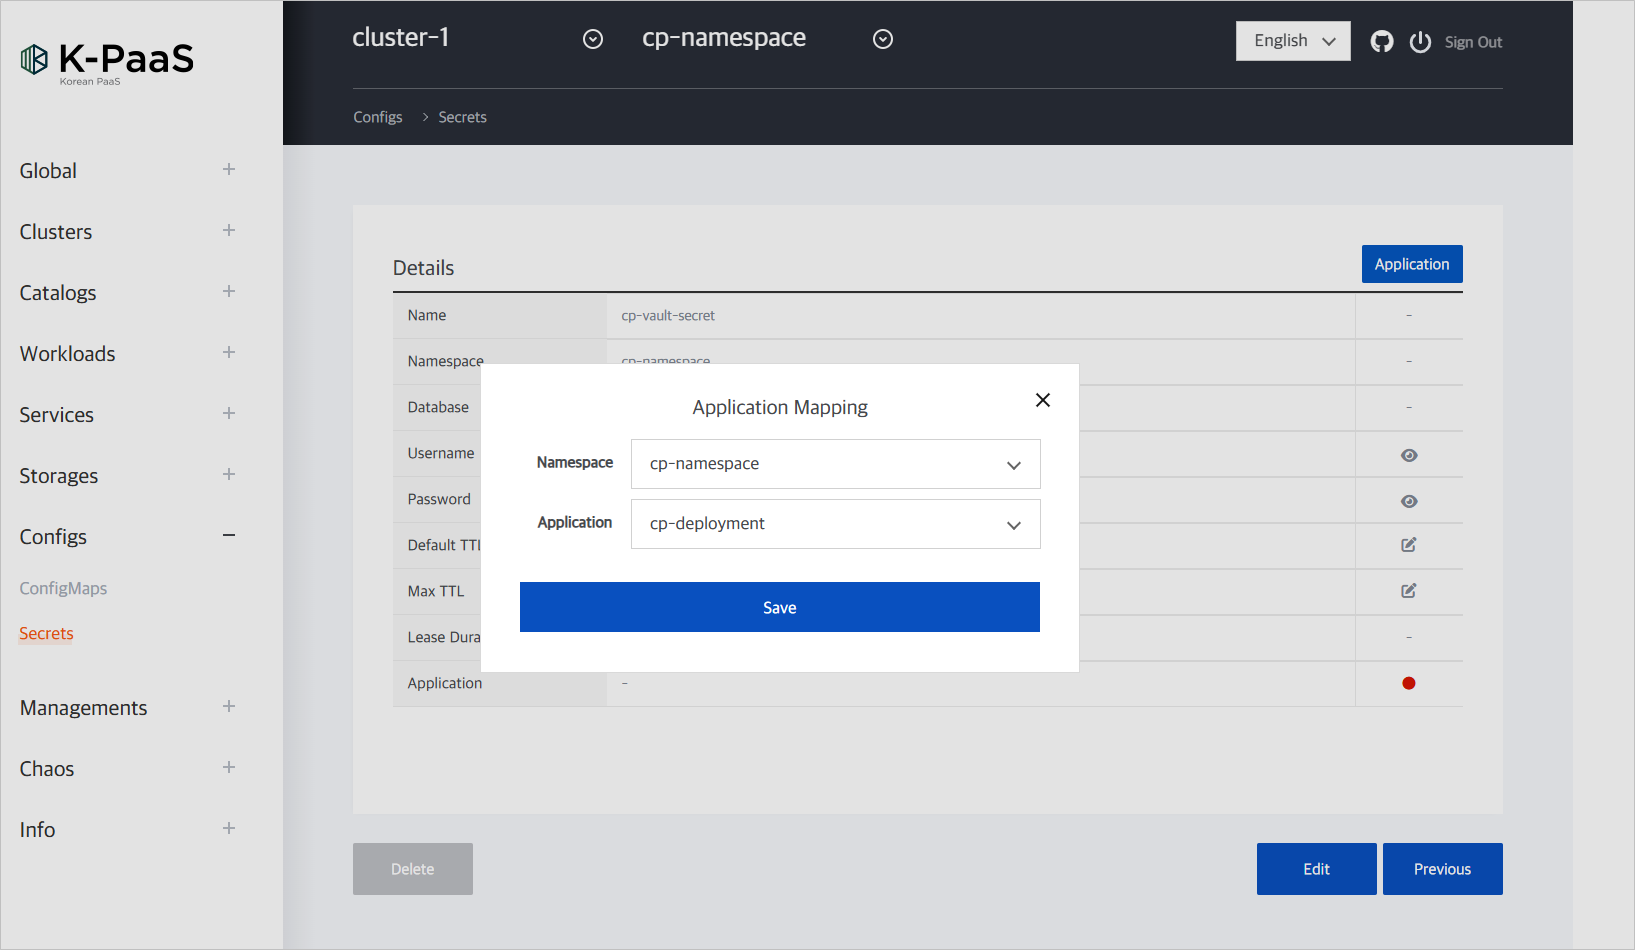 K-PaaS
Korean PaaS
cluster-1
cp-namespace
English
Sign Out
Configs > Secrets
Global
Clusters
Catalogs
Workloads
Services
Storages
Configs
ConfigMaps
Secrets
Managements
Chaos
Info
Details
Application
Name cp-vault-secret -
Namespace cp-namespace -
Database -
Username
Password
Default TTL
Max TTL
Lease Dura -
Application -
Application Mapping
Namespace cp-namespace
Application cp-deployment
Save
Delete
Edit
Previous